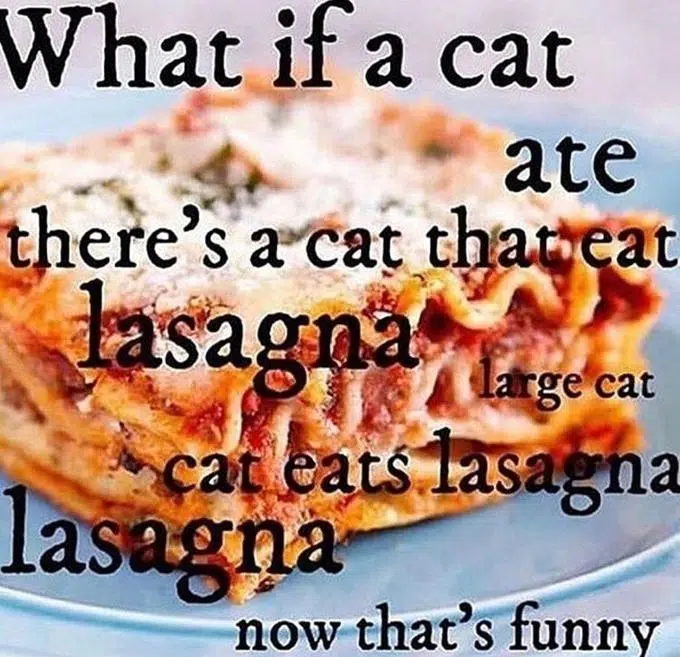 What if a cat
ate
there's a cat that eat
lasagna
large cat
cat eats lasagna
lasagna
now that's funny